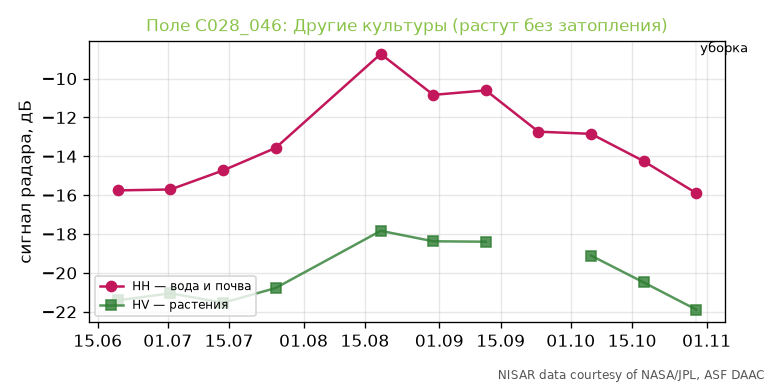 Поле C028_046: Другие культуры (растут без затопления)
уборка
сигнал радара, дБ
−10
−12
−14
−16
−18
−20
−22
HH — вода и почва
HV — растения
15.06 01.07 15.07 01.08 15.08 01.09 15.09 01.10 15.10 01.11
NISAR data courtesy of NASA/JPL, ASF DAAC